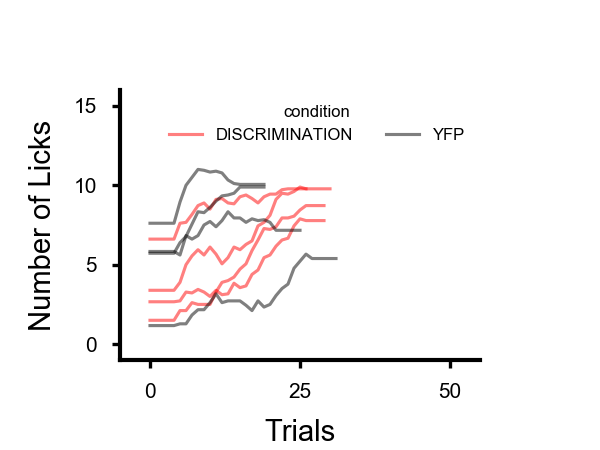 condition
DISCRIMINATION YFP
Number of Licks
15
10
5
0
0 25 50
Trials